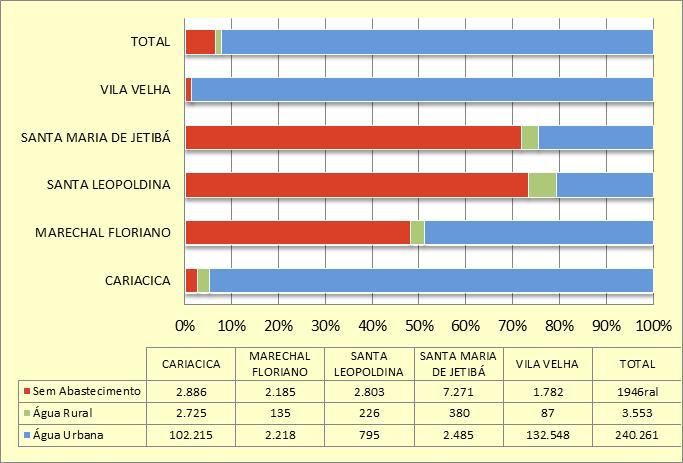 TOTAL
VILA VELHA
SANTA MARIA DE JETIBÁ
SANTA LEOPOLDINA
MARECHAL FLORIANO
CARIACICA
0% 10% 20% 30% 40% 50% 60% 70% 80% 90% 100%
CARIACICA MARECHAL FLORIANO SANTA LEOPOLDINA SANTA MARIA DE JETIBÁ VILA VELHA TOTAL
Sem Abastecimento 2.886 2.185 2.803 7.271 1.782 1946ral
Água Rural 2.725 135 226 380 87 3.553
Água Urbana 102.215 2.218 795 2.485 132.548 240.261